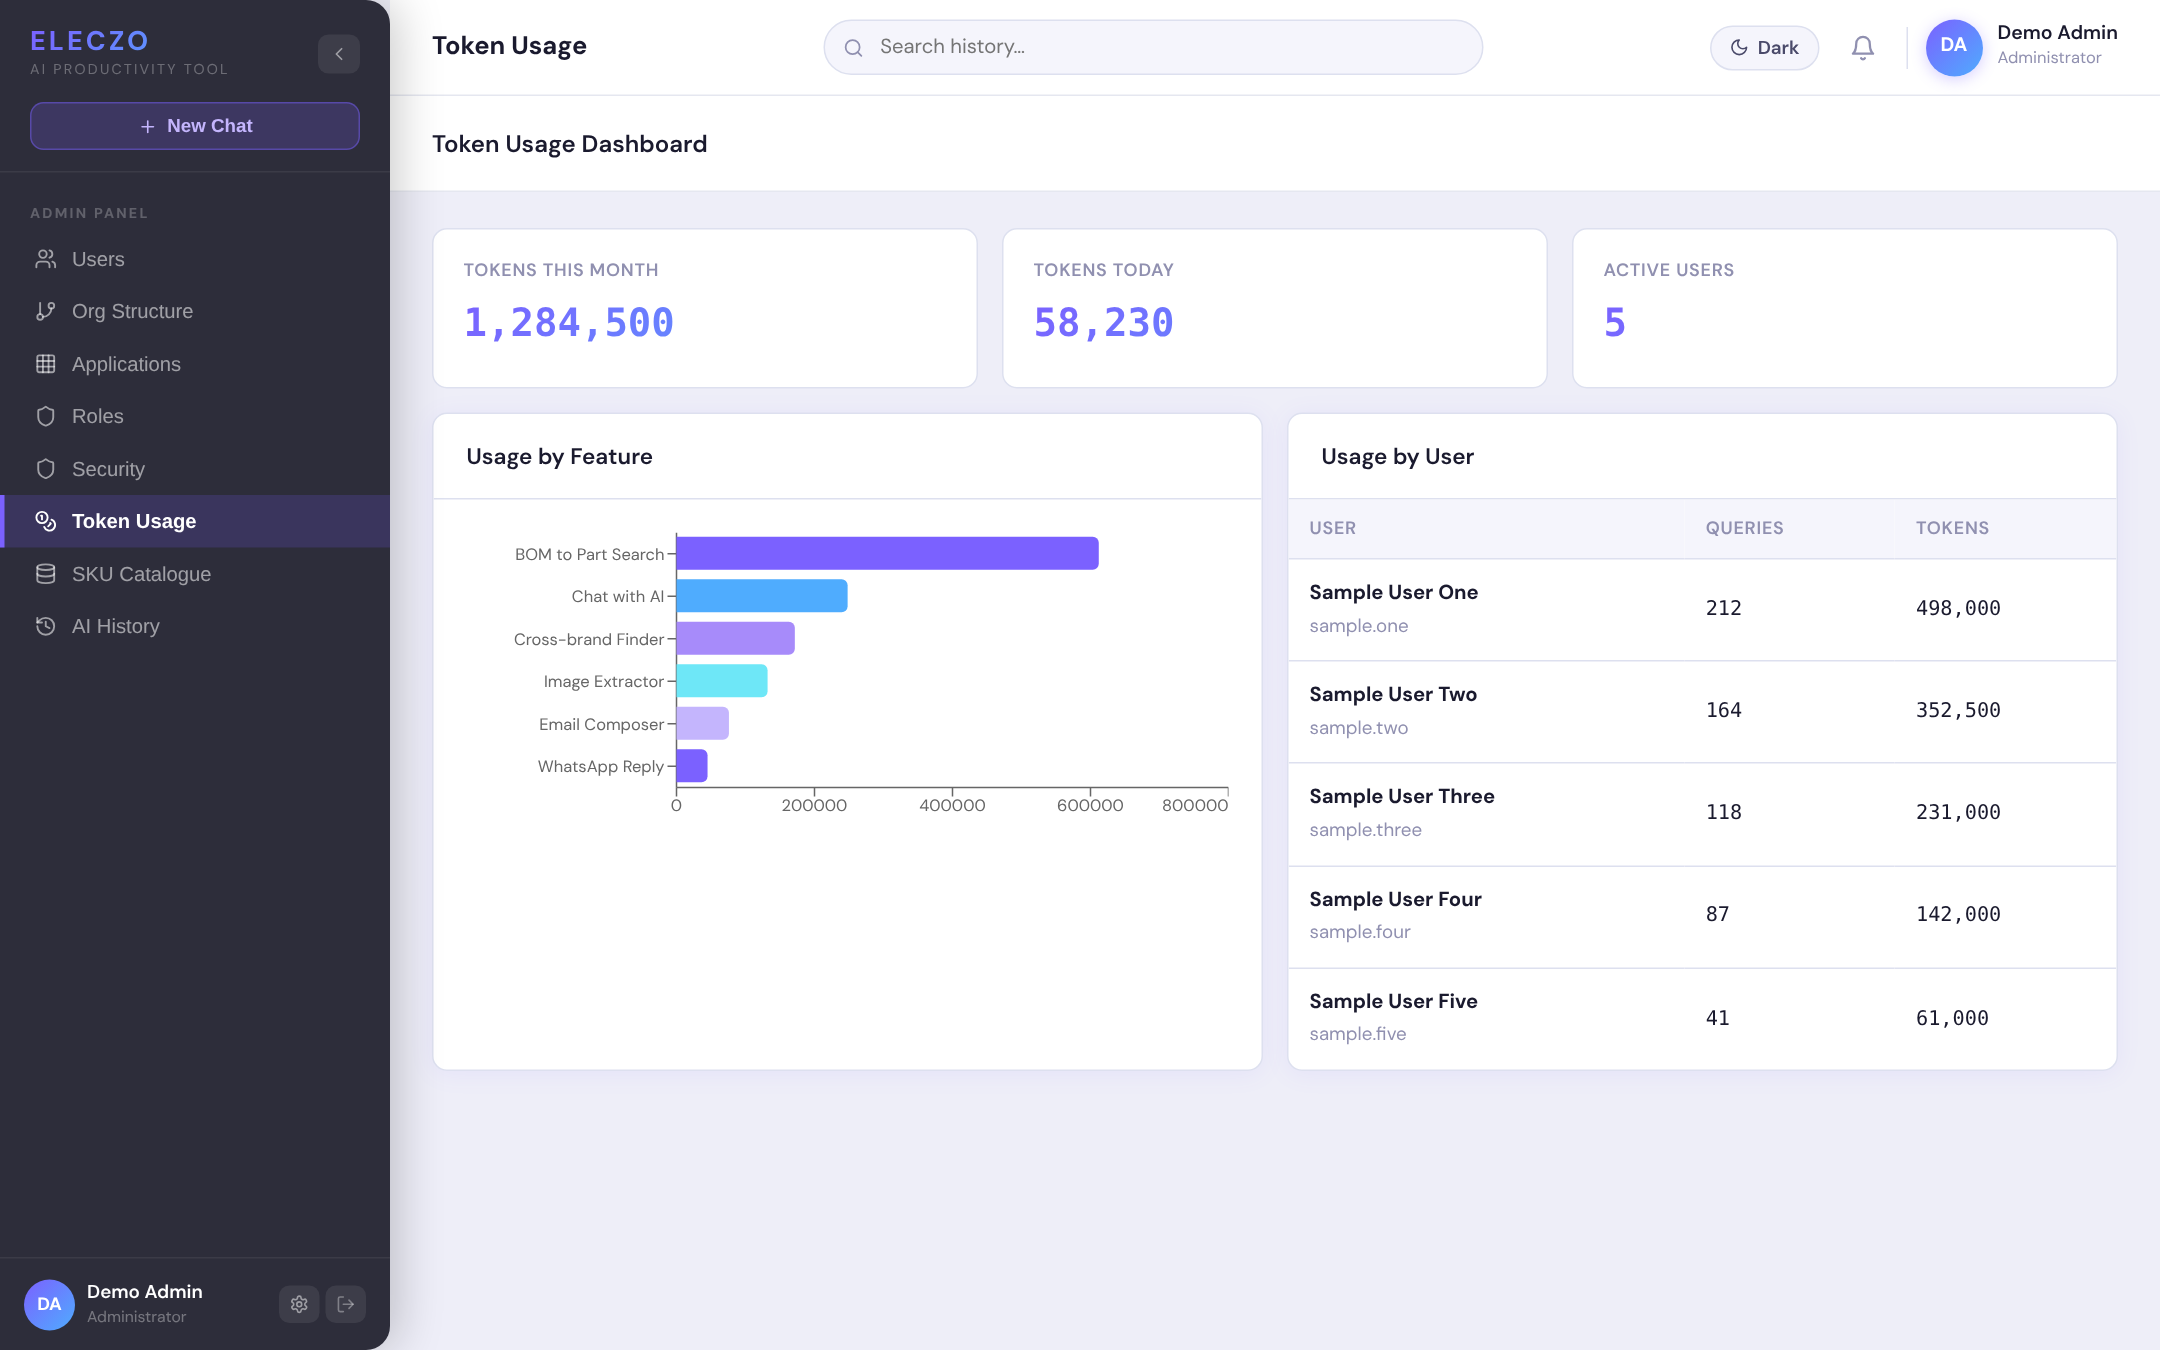 ELECZO
AI PRODUCTIVITY TOOL
New Chat
ADMIN PANEL
Users
Org Structure
Applications
Roles
Security
Token Usage
SKU Catalogue
AI History
DA
Demo Admin
Administrator
Token Usage
Search history...
Dark
DA
Demo Admin
Administrator
Token Usage Dashboard
TOKENS THIS MONTH
1,284,500
TOKENS TODAY
58,230
ACTIVE USERS
5
Usage by Feature
BOM to Part Search
Chat with AI
Cross-brand Finder
Image Extractor
Email Composer
WhatsApp Reply
0 200000 400000 600000 800000
Usage by User
USER QUERIES TOKENS
Sample User One
sample.one
212 498,000
Sample User Two
sample.two
164 352,500
Sample User Three
sample.three
118 231,000
Sample User Four
sample.four
87 142,000
Sample User Five
sample.five
41 61,000